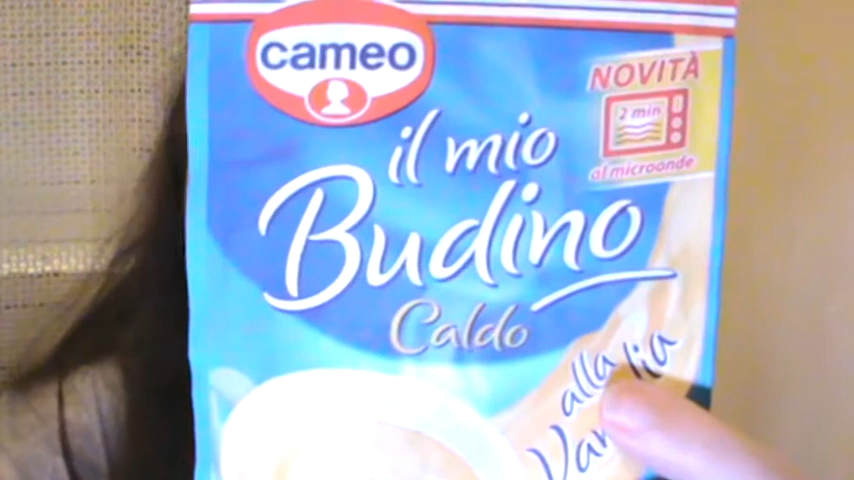 cameo
NOVITÀ
2 min
al microonde
il mio
Budino
Caldo
alla